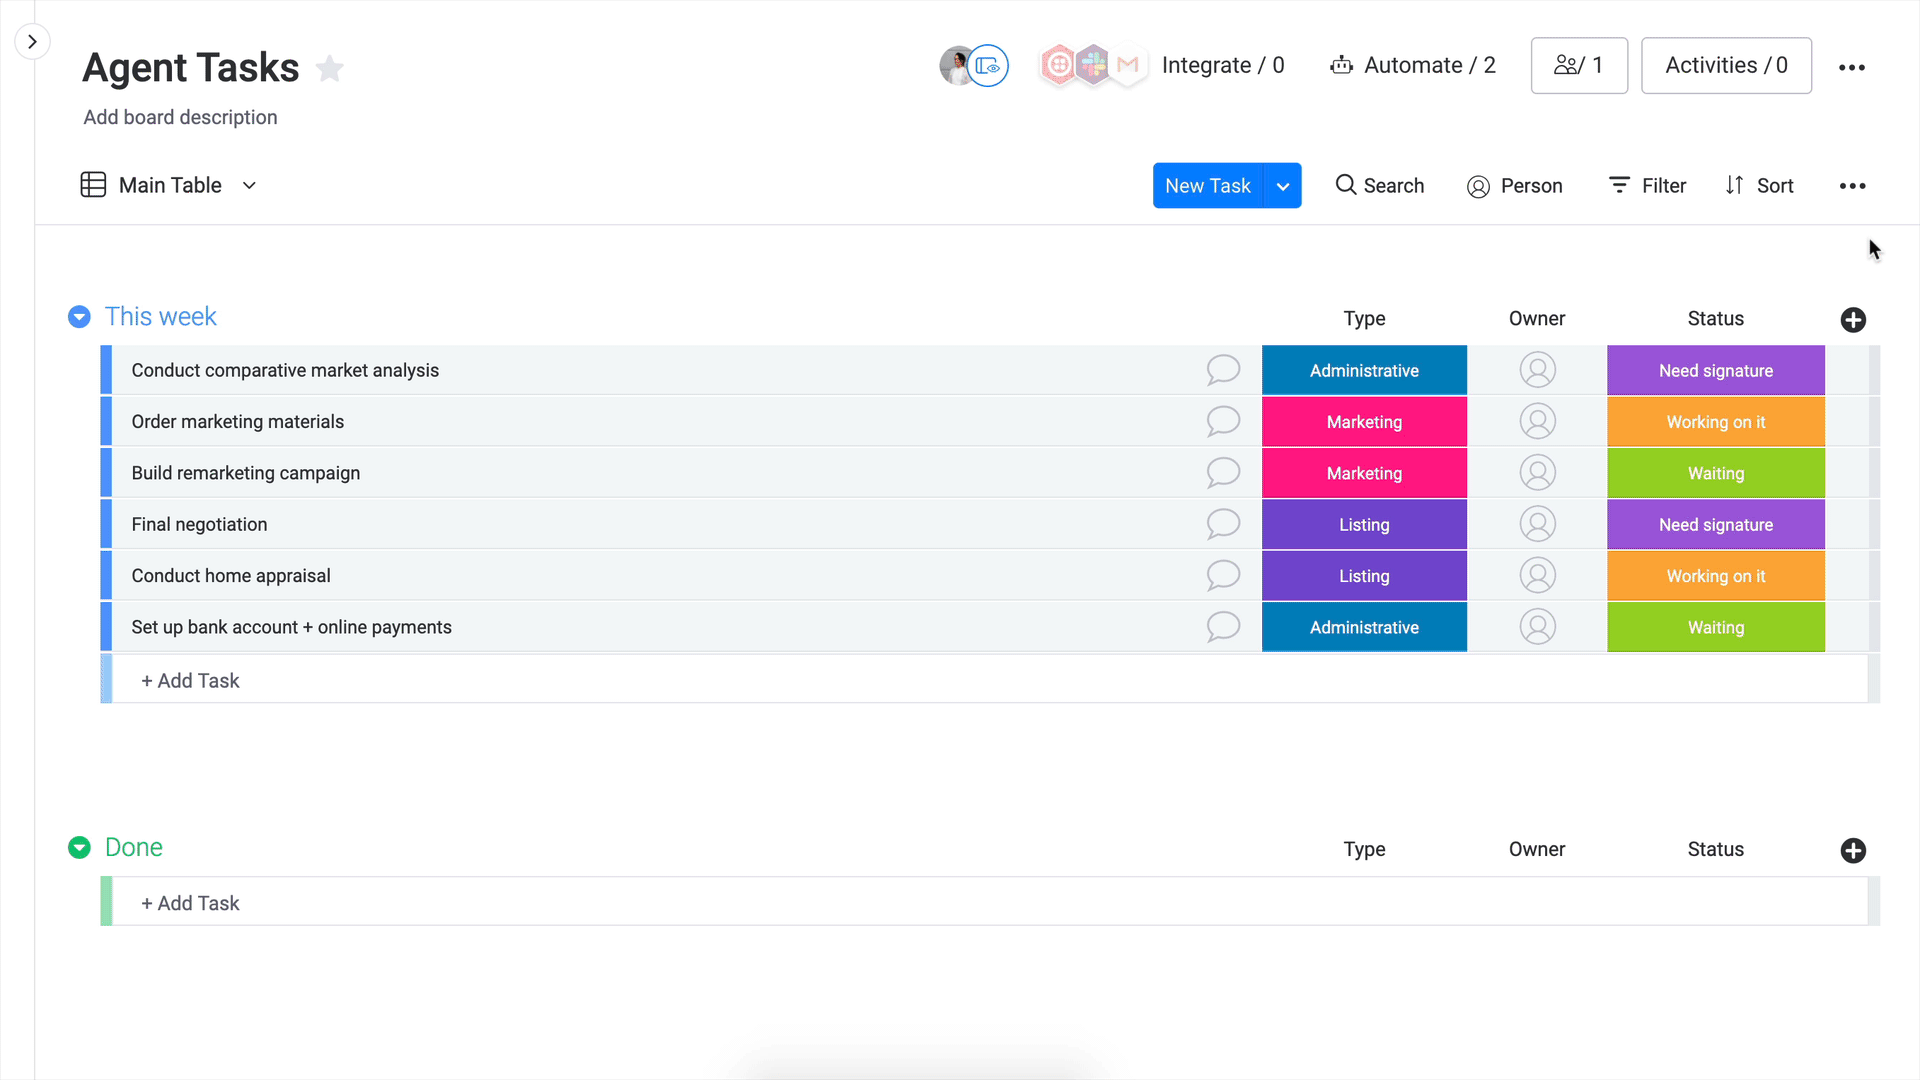 Agent Tasks
Integrate / 0
Automate / 2
/ 1
Activities / 0
Add board description
Main Table
New Task
Search
Person
Filter
Sort
This week
Type Owner Status
Conduct comparative market analysis Administrative Need signature
Order marketing materials Marketing Working on it
Build remarketing campaign Marketing Waiting
Final negotiation Listing Need signature
Conduct home appraisal Listing Working on it
Set up bank account + online payments Administrative Waiting
+ Add Task
Done
Type Owner Status
+ Add Task